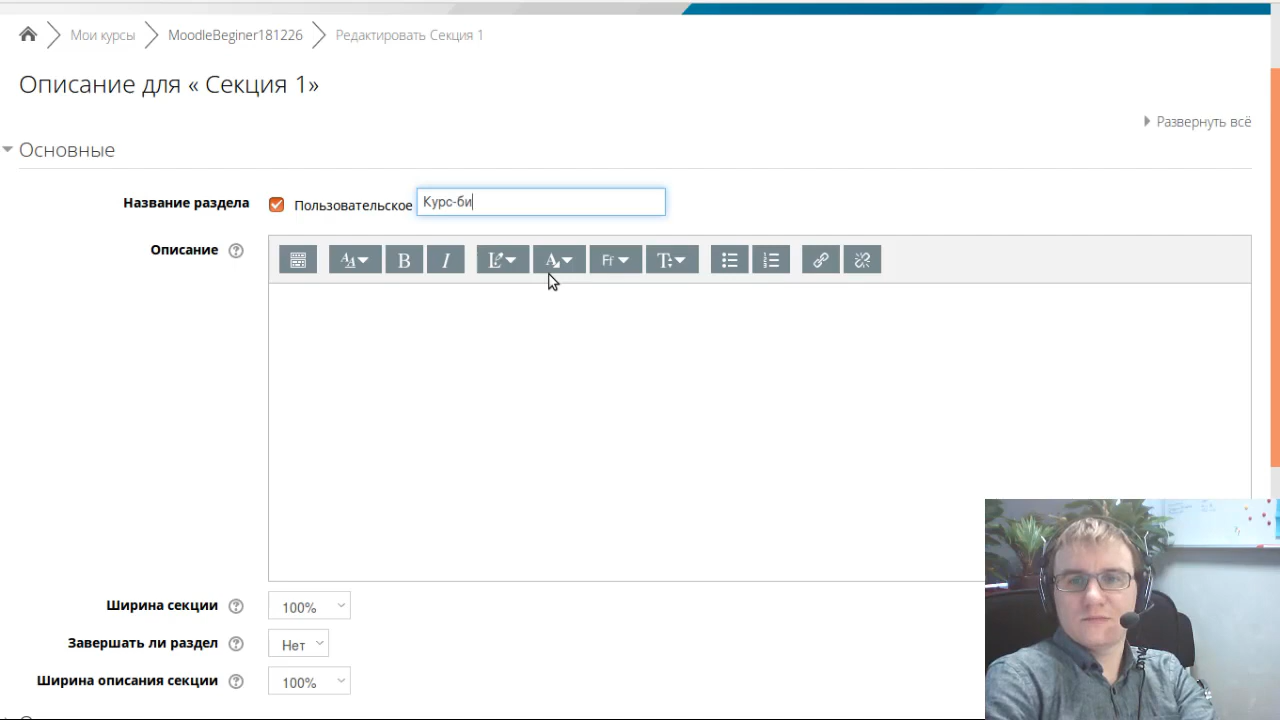 Мои курсы MoodleBeginer181226 Редактировать Секция 1
Описание для « Секция 1»
Развернуть всё
Основные
Название раздела Пользовательское Курс-би
Описание
Ширина секции 100%
Завершать ли раздел Нет
Ширина описания секции 100%